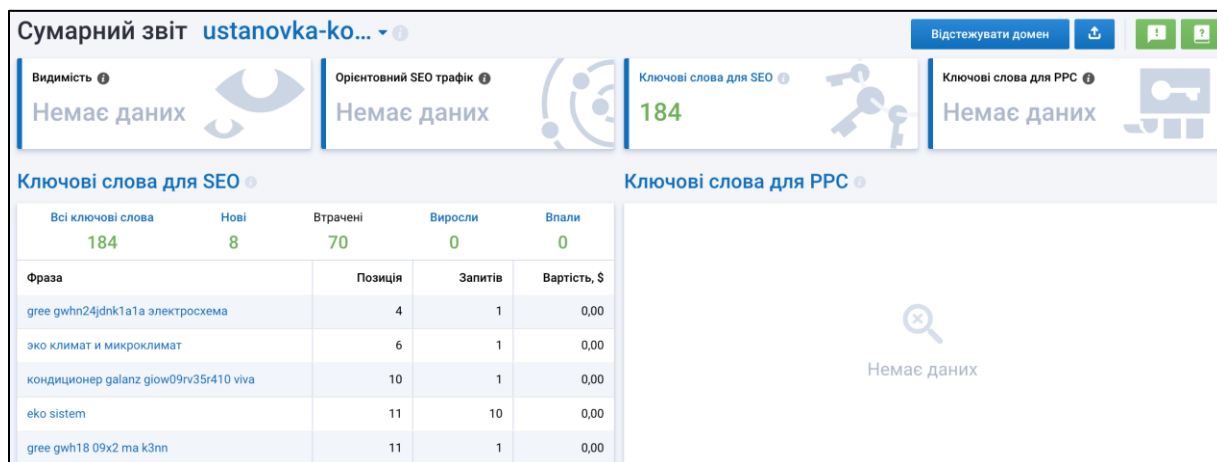 Сумарний звіт ustanovka-ko...
Відстежувати домен
Видимість
Немає даних
Орієнтовний SEO трафік
Немає даних
Ключові слова для SEO
184
Ключові слова для PPC
Немає даних
Ключові слова для SEO
Всі ключові слова Нові Втрачені Виросли Впали
184 8 70 0 0
Фраза Позиція Запитів Вартість, $
gree gwhn24jdnk1a1a электросхема 4 1 0,00
эко климат и микроклимат 6 1 0,00
кондиционер galanz giow09rv35r410 viva 10 1 0,00
eko sistem 11 10 0,00
gree gwh18 09x2 ma k3nn 11 1 0,00
Ключові слова для PPC
Немає даних